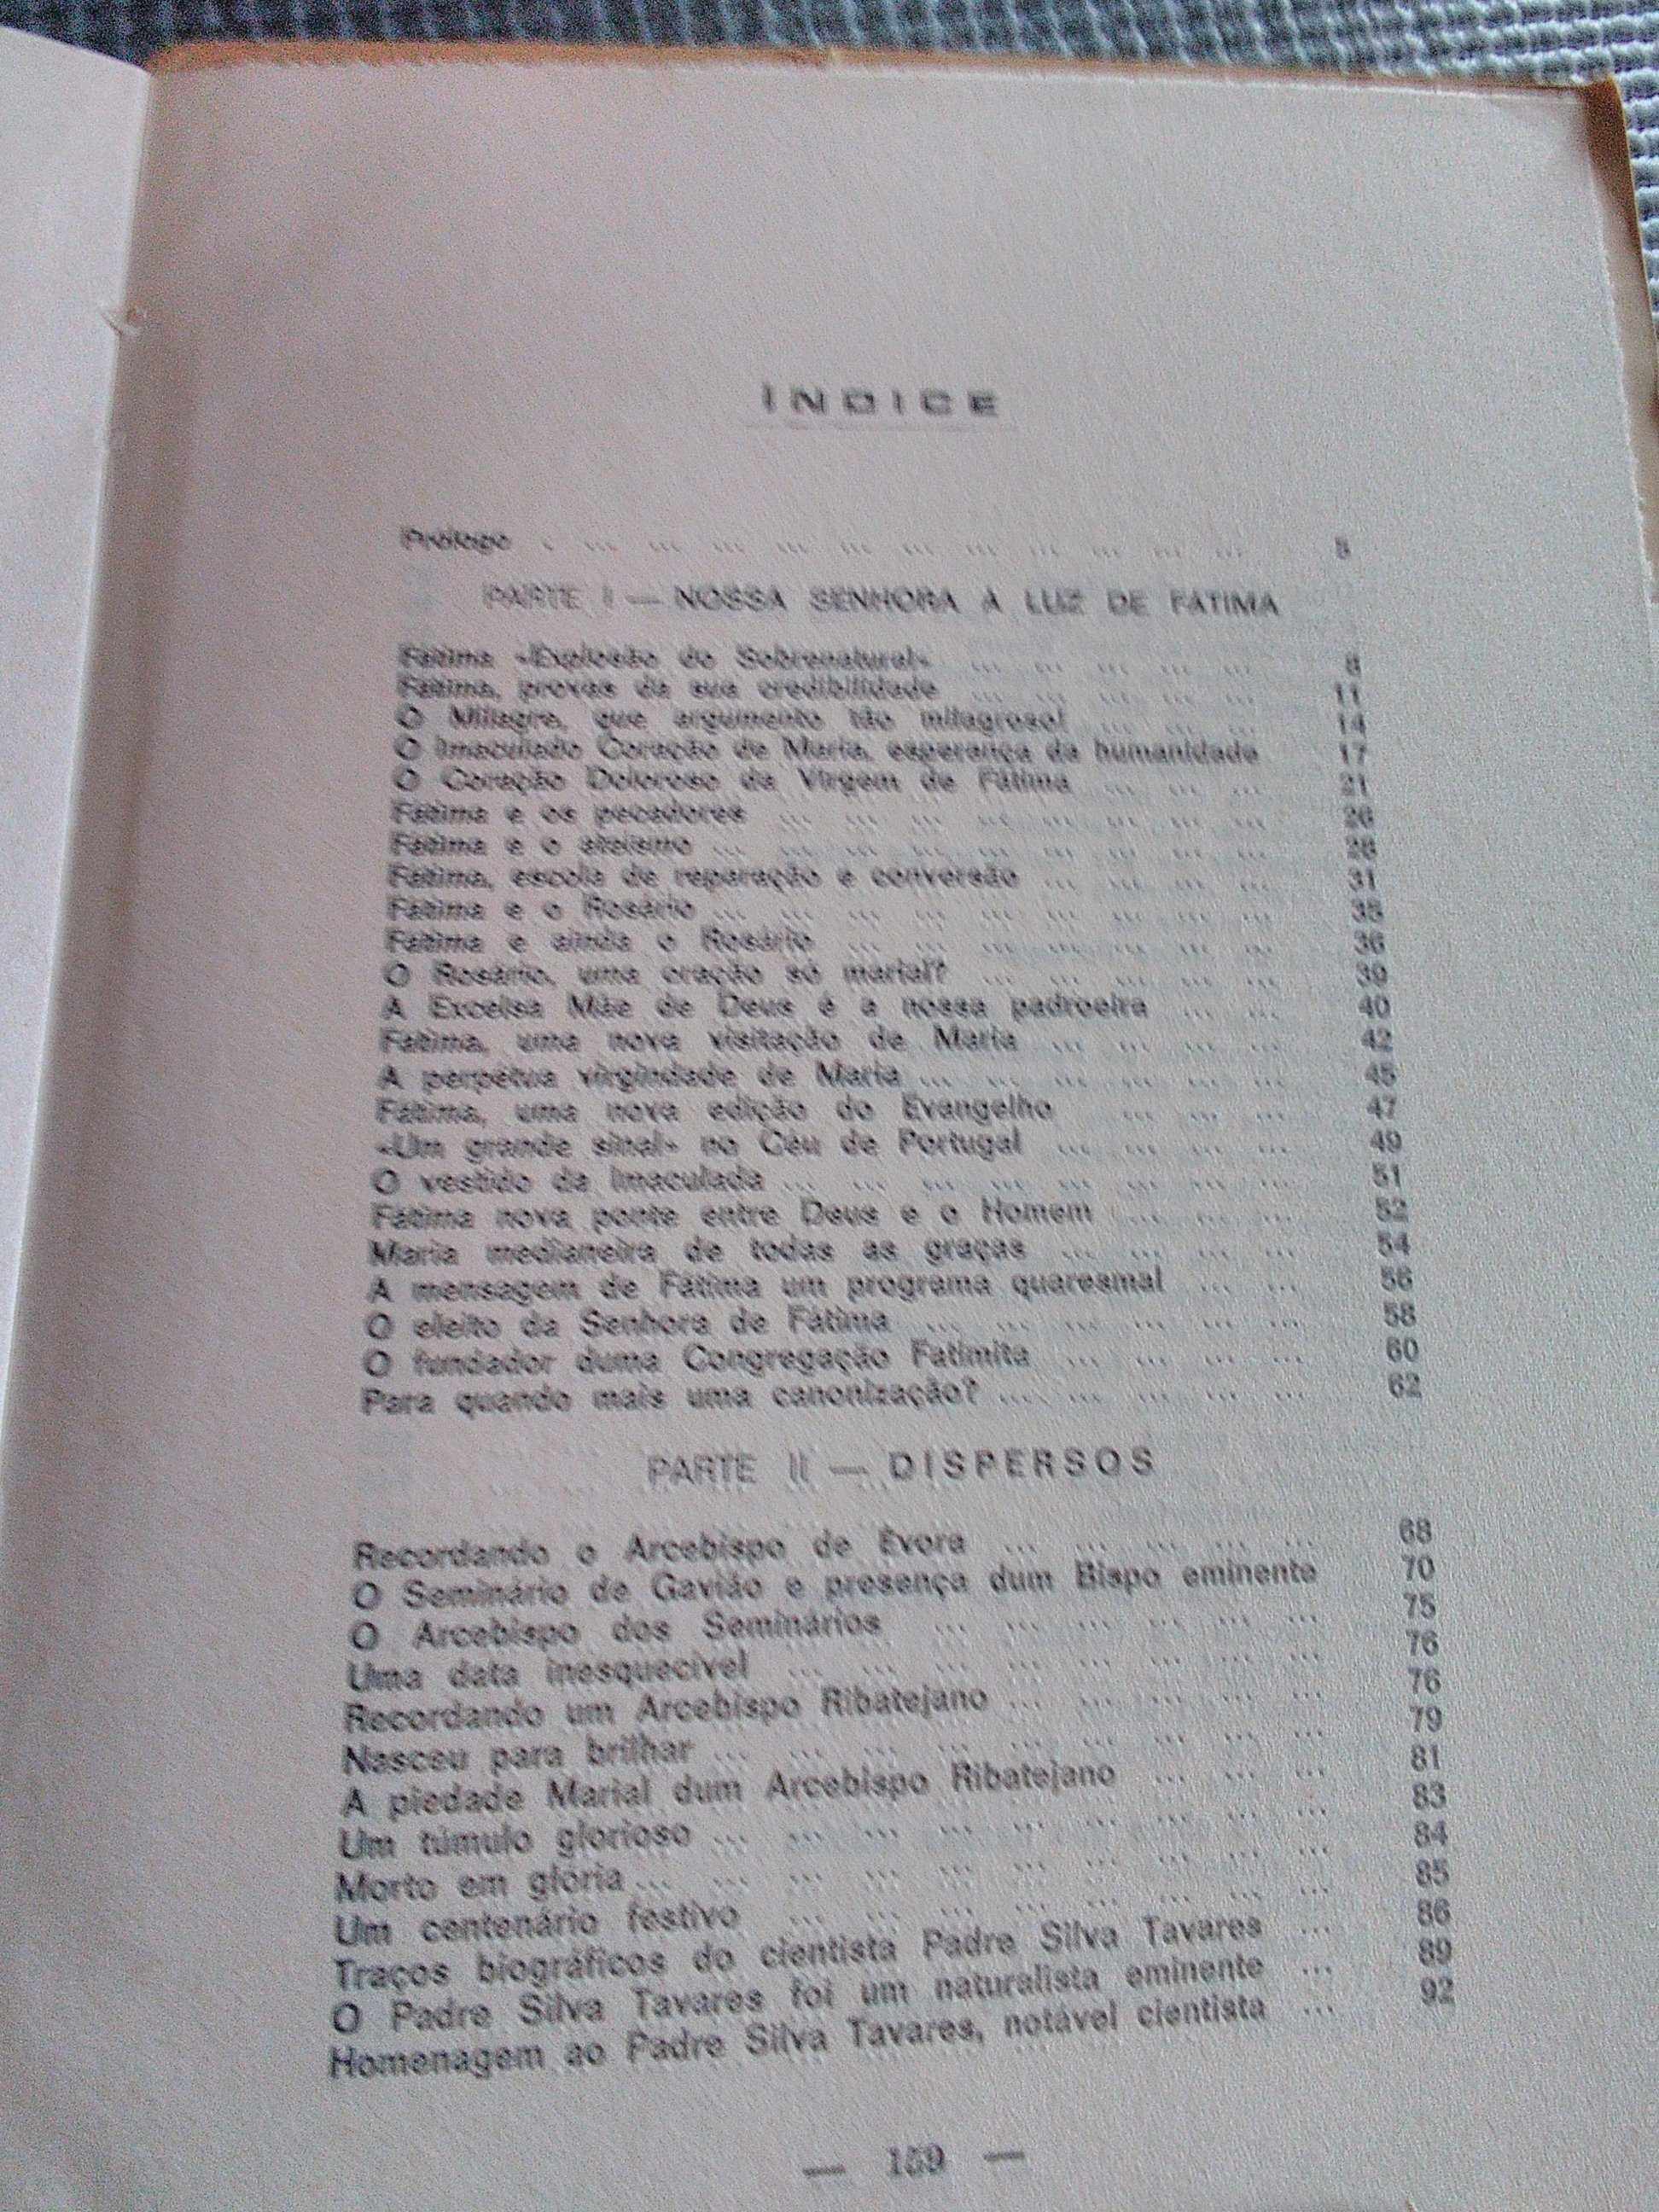 INDICE
Prólogo . ... ... ... ... ... ... ... ... ... ... ... 5
PARTE I — NOSSA SENHORA A LUZ DE FATIMA
Fátima «Explosão do Sobrenatural» ... ... ... ... ... 8
Fátima, provas da sua credibilidade ... ... ... ... ... 11
O Milagre, que argumento tão milagroso! ... ... ... 14
O Imaculado Coração de Maria, esperança da humanidade 17
O Coração Doloroso da Virgem de Fátima ... ... ... 21
Fátima e os pecadores ... ... ... ... ... ... ... ... 26
Fátima e o ateísmo ... ... ... ... ... ... ... ... ... 28
Fátima, escola de reparação e conversão ... ... ... ... 31
Fátima e o Rosário ... ... ... ... ... ... ... ... ... 35
Fátima e ainda o Rosário ... ... ... ... ... ... ... 36
O Rosário, uma oração só marial? ... ... ... ... ... 39
A Excelsa Mãe de Deus é a nossa padroeira ... ... 40
Fátima, uma nova visitação de Maria ... ... ... ... 42
A perpétua virgindade de Maria ... ... ... ... ... ... 45
Fátima, uma nova edição do Evangelho ... ... ... 47
«Um grande sinal» no Céu de Portugal ... ... ... ... 49
O vestido da Imaculada ... ... ... ... ... ... ... ... 51
Fátima nova ponte entre Deus e o Homem ... ... ... 52
Maria medianeira de todas as graças ... ... ... ... 54
A mensagem de Fátima um programa quaresmal ... ... 56
O eleito da Senhora de Fátima ... ... ... ... ... ... 58
O fundador duma Congregação Fatimita ... ... ... ... 60
Para quando mais uma canonização? ... ... ... ... ... 62
PARTE II — DISPERSOS
Recordando o Arcebispo de Évora ... ... ... ... ... 68
O Seminário de Gavião e presença dum Bispo eminente 70
O Arcebispo dos Seminários ... ... ... ... ... ... 75
Uma data inesquecível ... ... ... ... ... ... ... ... 76
Recordando um Arcebispo Ribatejano ... ... ... ... ... 76
Nasceu para brilhar ... ... ... ... ... ... ... ... ... 79
A piedade Marial dum Arcebispo Ribatejano ... ... ... 81
Um túmulo glorioso ... ... ... ... ... ... ... ... ... 83
Morto em glória ... ... ... ... ... ... ... ... ... ... 84
Um centenário festivo ... ... ... ... ... ... ... ... 85
Traços biográficos do cientista Padre Silva Tavares ... 86
O Padre Silva Tavares foi um naturalista eminente ... 89
Homenagem ao Padre Silva Tavares, notável cientista ... 92
— 159 —